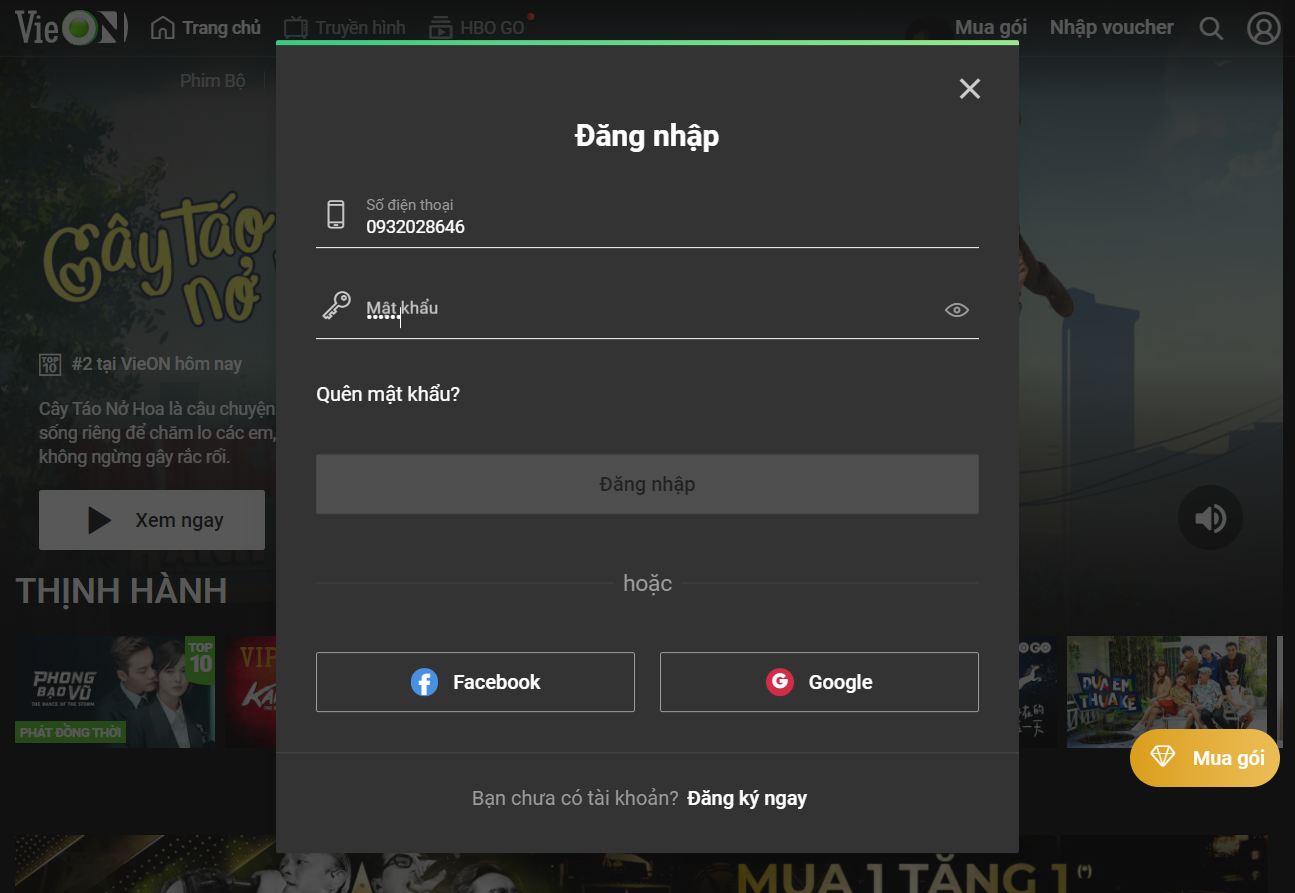 VieON
Trang chủ
Truyền hình
HBO GO
Mua gói
Nhập voucher
Phim Bộ
Đăng nhập
Số điện thoại
0932028646
Mật khẩu
Quên mật khẩu?
Đăng nhập
hoặc
Facebook
Google
Bạn chưa có tài khoản? Đăng ký ngay
Cây táo
nở
TOP
10
#2 tại VieON hôm nay
Cây Táo Nở Hoa là câu chuyện
sống riêng để chăm lo các em,
không ngừng gây rắc rối.
Xem ngay
THỊNH HÀNH
PHONG
BẠO VŨ
THE DANCE OF THE STORM
TOP
10
PHÁT ĐỒNG THỜI
VIP
DƯA EM
THUA KE
Mua gói
MUA 1 TẶNG 1 (*)